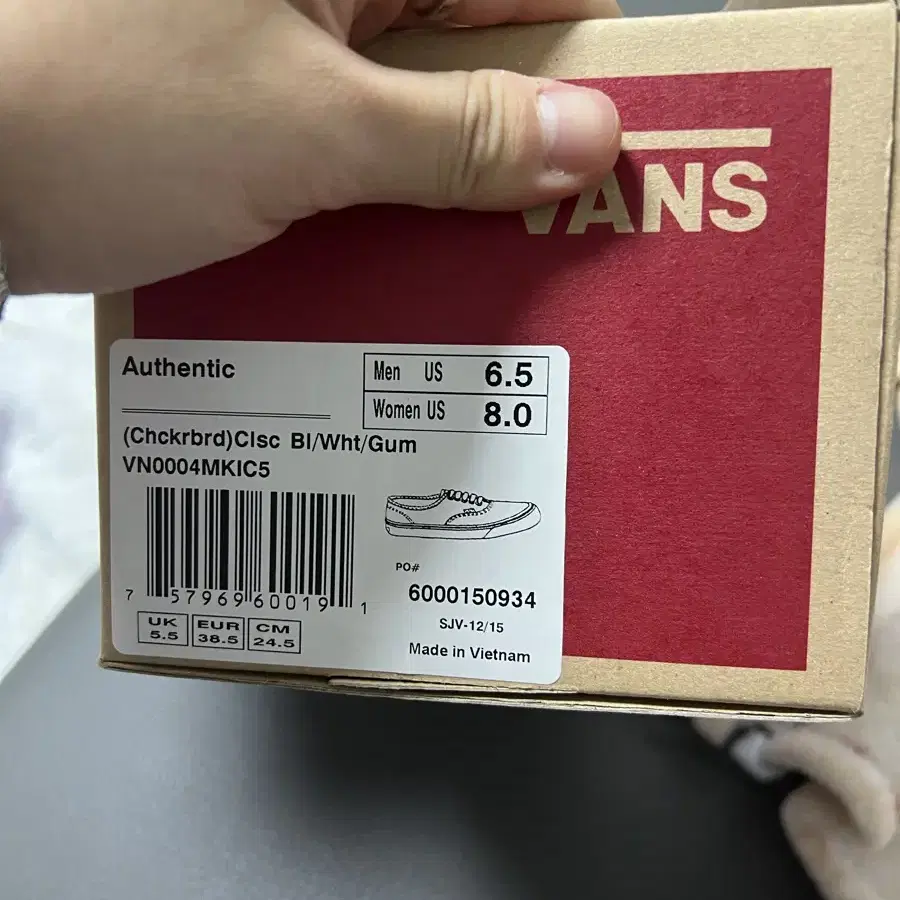 VANS
Authentic
Men US 6.5
Women US 8.0
(Chckrbrd)Clsc Bl/Wht/Gum
VN0004MKIC5
PO#
7 57969 60019 1
6000150934
SJV-12/15
UK EUR CM
5.5 38.5 24.5
Made in Vietnam